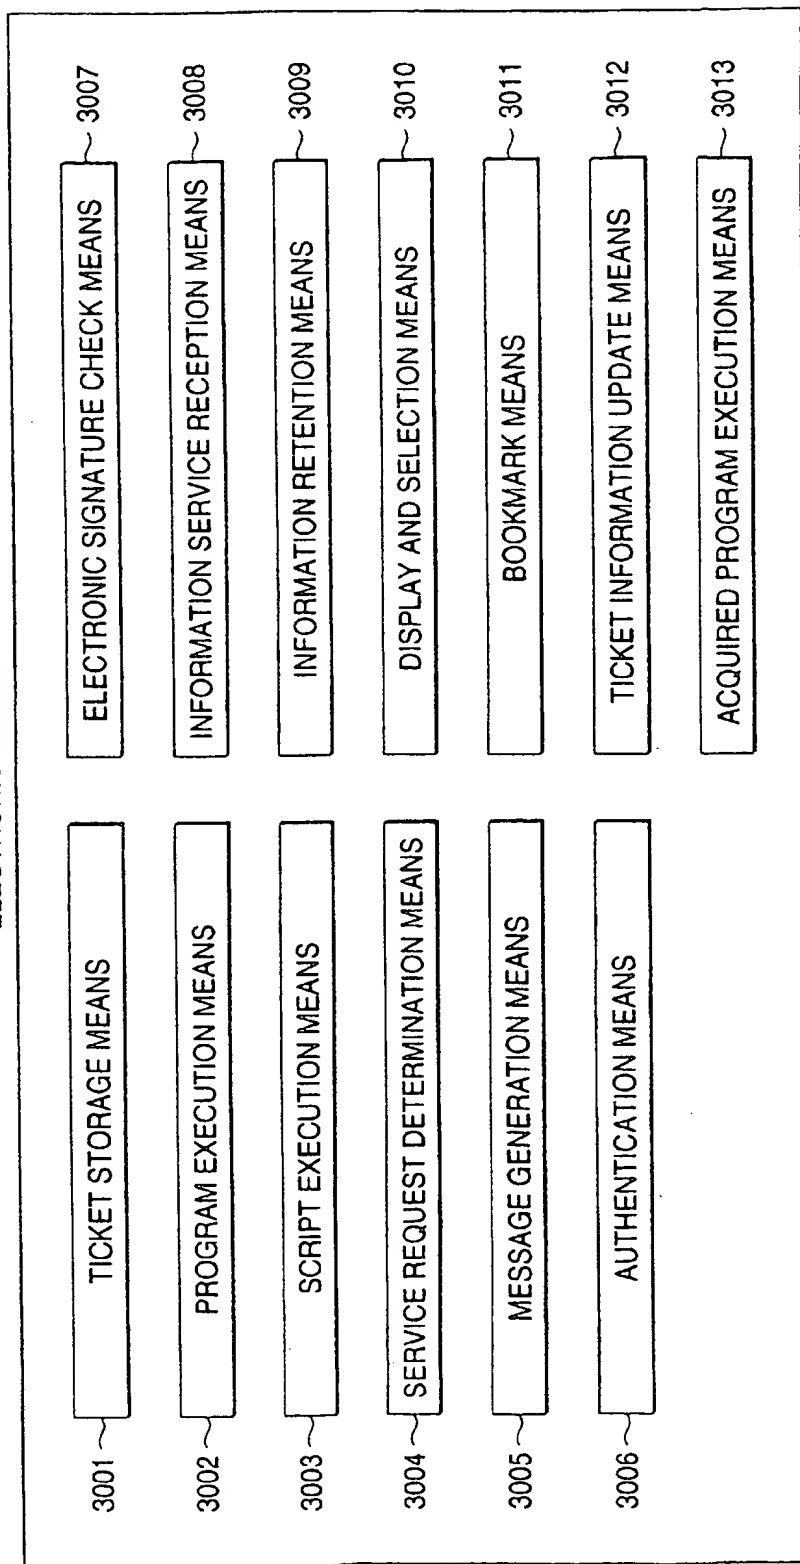 3001 TICKET STORAGE MEANS
3002 PROGRAM EXECUTION MEANS
3003 SCRIPT EXECUTION MEANS
3004 SERVICE REQUEST DETERMINATION MEANS
3005 MESSAGE GENERATION MEANS
3006 AUTHENTICATION MEANS
ELECTRONIC SIGNATURE CHECK MEANS 3007
INFORMATION SERVICE RECEPTION MEANS 3008
INFORMATION RETENTION MEANS 3009
DISPLAY AND SELECTION MEANS 3010
BOOKMARK MEANS 3011
TICKET INFORMATION UPDATE MEANS 3012
ACQUIRED PROGRAM EXECUTION MEANS 3013